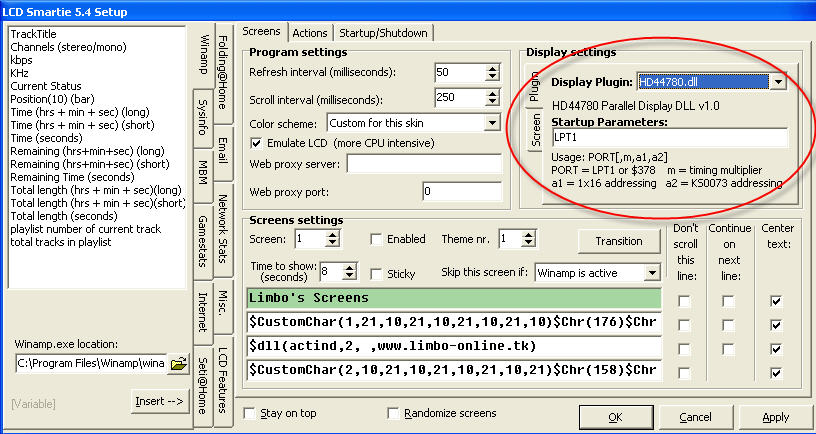 LCD Smartie 5.4 Setup
TrackTitle
Channels (stereo/mono)
kbps
KHz
Current Status
Position(10) (bar)
Time (hrs + min + sec) (long)
Time (hrs + min + sec) (short)
Time (seconds)
Remaining (hrs+min+sec) (long)
Remaining (hrs+min+sec) (short)
Remaining Time (seconds)
Total length (hrs + min + sec)(long)
Total length (hrs + min + sec)(short)
Total length (seconds)
playlist number of current track
total tracks in playlist
Winamp.exe location:
C:\Program Files\Winamp\wina
[Variable]
Insert -->
Winamp
Sysinfo
MBM
Gamestats
Internet
Seti@Home
Folding@Home
Email
Network Stats
Misc.
LCD Features
Screens
Actions
Startup/Shutdown
Program settings
Refresh interval (milliseconds):
50
Scroll interval (milliseconds):
250
Color scheme:
Custom for this skin
Emulate LCD (more CPU intensive)
Web proxy server:
Web proxy port:
0
Display settings
Plugin
Screen
Display Plugin:
HD44780.dll
HD44780 Parallel Display DLL v1.0
Startup Parameters:
LPT1
Usage: PORT[,m,a1,a2]
PORT = LPT1 or $378 m = timing multiplier
a1 = 1x16 addressing a2 = KS0073 addressing
Screens settings
Screen:
1
Enabled
Theme nr.
1
Transition
Time to show:
(seconds)
8
Sticky
Skip this screen if:
Winamp is active
Don't
scroll
this
line:
Continue
on
next
line:
Center
text:
Limbo's Screens
$CustomChar(1,21,10,21,10,21,10,21,10)$Chr(176)$Chr
$dll(actind,2, ,www.limbo-online.tk)
$CustomChar(2,10,21,10,21,10,21,10,21)$Chr(158)$Chr
Stay on top
Randomize screens
OK
Cancel
Apply